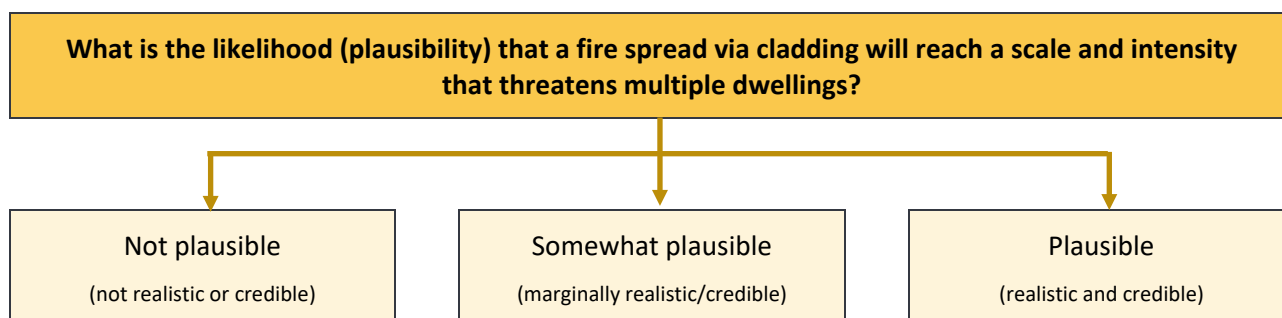 What is the likelihood (plausibility) that a fire spread via cladding will reach a scale and intensity
that threatens multiple dwellings?
Not plausible
(not realistic or credible)
Somewhat plausible
(marginally realistic/credible)
Plausible
(realistic and credible)